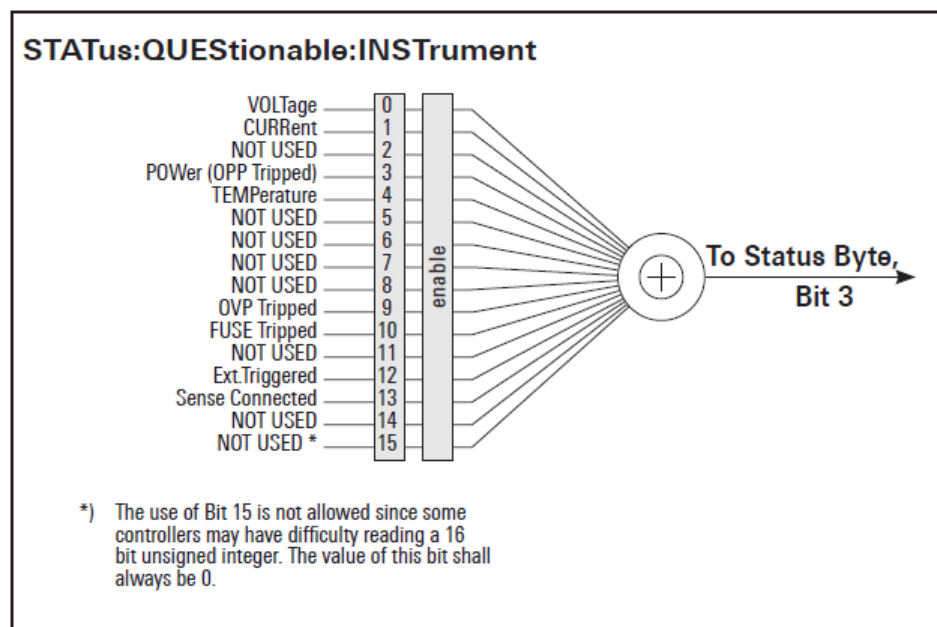 STATus:QUEStionable:INSTrument
VOLTage 0
CURRent 1
NOT USED 2
POWer (OPP Tripped) 3
TEMPerature 4
NOT USED 5
NOT USED 6
NOT USED 7
NOT USED 8
OVP Tripped 9
FUSE Tripped 10
NOT USED 11
Ext.Triggered 12
Sense Connected 13
NOT USED 14
NOT USED * 15
enable
To Status Byte,
Bit 3
*) The use of Bit 15 is not allowed since some
controllers may have difficulty reading a 16
bit unsigned integer. The value of this bit shall
always be 0.